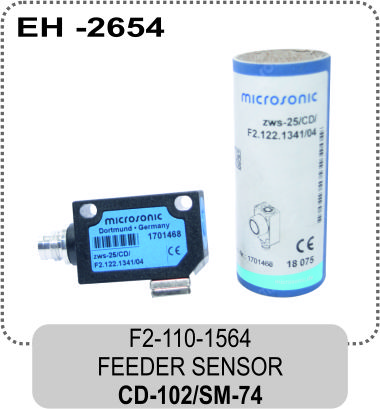 EH -2654
microsonic
zws-25/CD/
F2.122.1341/04
1701468
18 075
CE
microsonic
Dortmund • Germany
1701468
zws-25/CD/
F2.122.1341/04
CE
F2-110-1564
FEEDER SENSOR
CD-102/SM-74